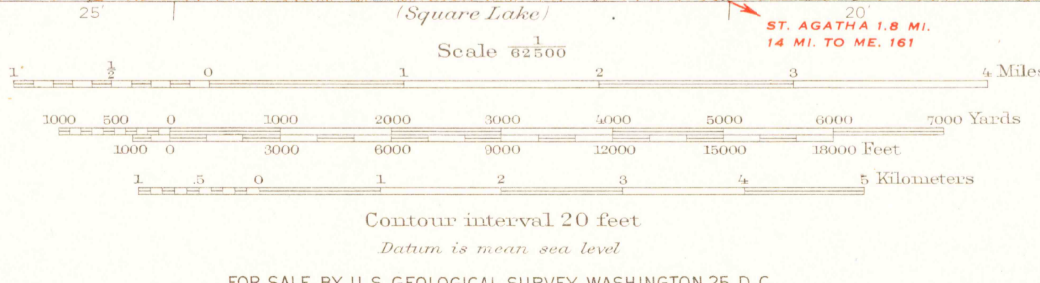 25' (Square Lake) 20'
ST. AGATHA 1.8 MI.
14 MI. TO ME. 161
Scale 1/62500
1 ½ 0 1 2 3 4 Miles
1000 500 0 1000 2000 3000 4000 5000 6000 7000 Yards
1000 0 3000 6000 9000 12000 15000 18000 Feet
1 .5 0 1 2 3 4 5 Kilometers
Contour interval 20 feet
Datum is mean sea level
FOR SALE BY U.S. GEOLOGICAL SURVEY, WASHINGTON 25, D.C.